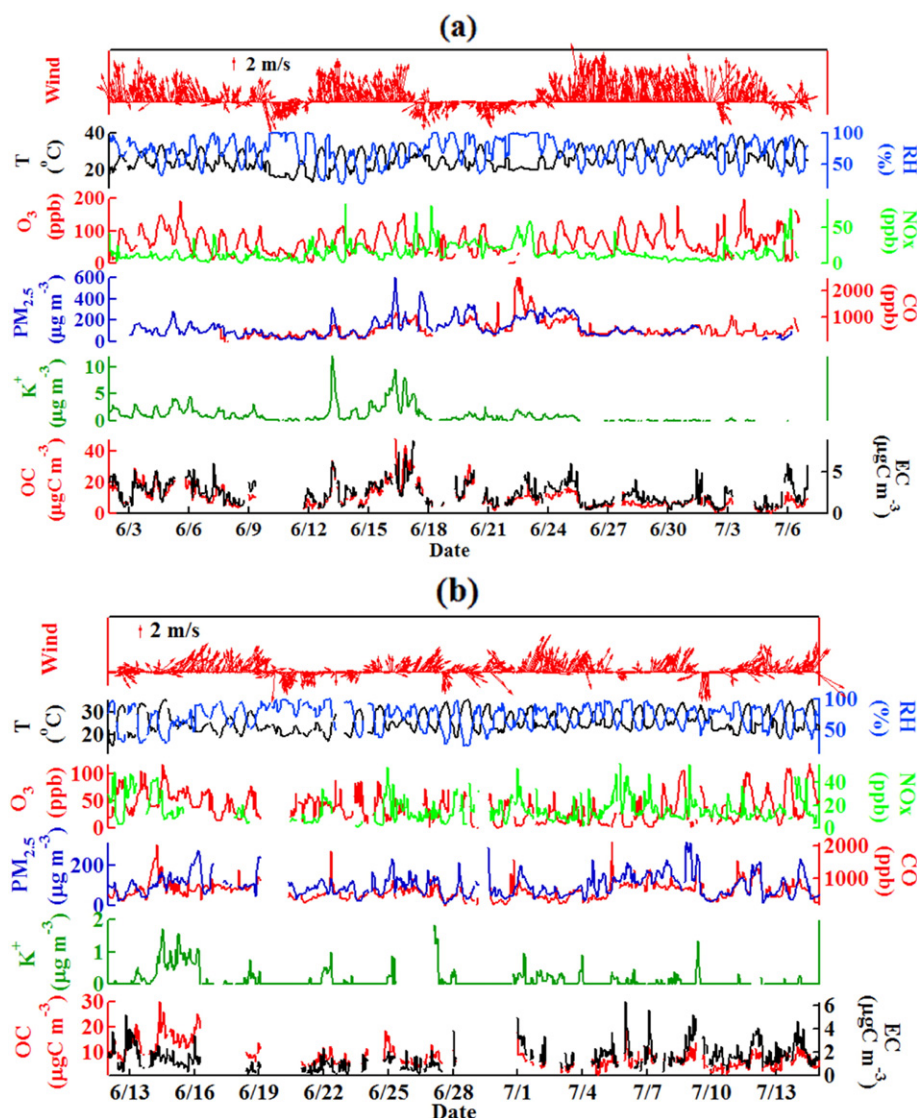 (a)
Wind
2 m/s
T
(°C)
40
20
100
50
RH
(%)
O3
(ppb)
200
100
0
50
0
NOx
(ppb)
PM2.5
(µg m-3)
600
400
200
0
2000
1000
CO
(ppb)
K+
(µg m-3)
10
5
0
OC
(µgC m-3)
40
20
0
5
0
EC
(µgC m-3)
6/3 6/6 6/9 6/12 6/15 6/18 6/21 6/24 6/27 6/30 7/3 7/6
Date
(b)
Wind
2 m/s
T
(°C)
30
20
100
50
RH
(%)
O3
(ppb)
100
50
0
40
20
0
NOx
(ppb)
PM2.5
(µg m-3)
200
0
2000
1000
CO
(ppb)
K+
(µg m-3)
2
1
0
OC
(µgC m-3)
30
20
10
6
4
2
0
EC
(µgC m-3)
6/13 6/16 6/19 6/22 6/25 6/28 7/1 7/4 7/7 7/10 7/13
Date